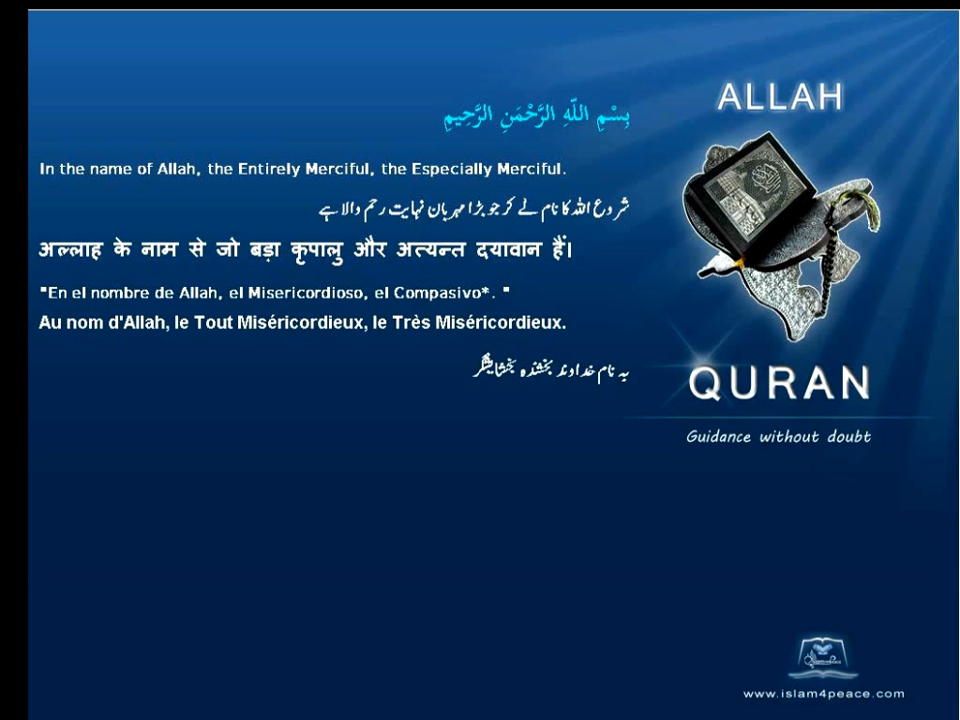 بِسْمِ اللّهِ الرَّحْمَنِ الرَّحِيمِ
In the name of Allah, the Entirely Merciful, the Especially Merciful.
شروع اللہ کا نام لے کر جو بڑا مہربان نہایت رحم والا ہے
अल्लाह के नाम से जो बड़ा कृपालु और अत्यन्त दयावान हैं।
"En el nombre de Allah, el Misericordioso, el Compasivo*. "
Au nom d'Allah, le Tout Miséricordieux, le Très Miséricordieux.
به نام خداوند بخشنده بخشایشگر
ALLAH
QURAN
Guidance without doubt
www.islam4peace.com